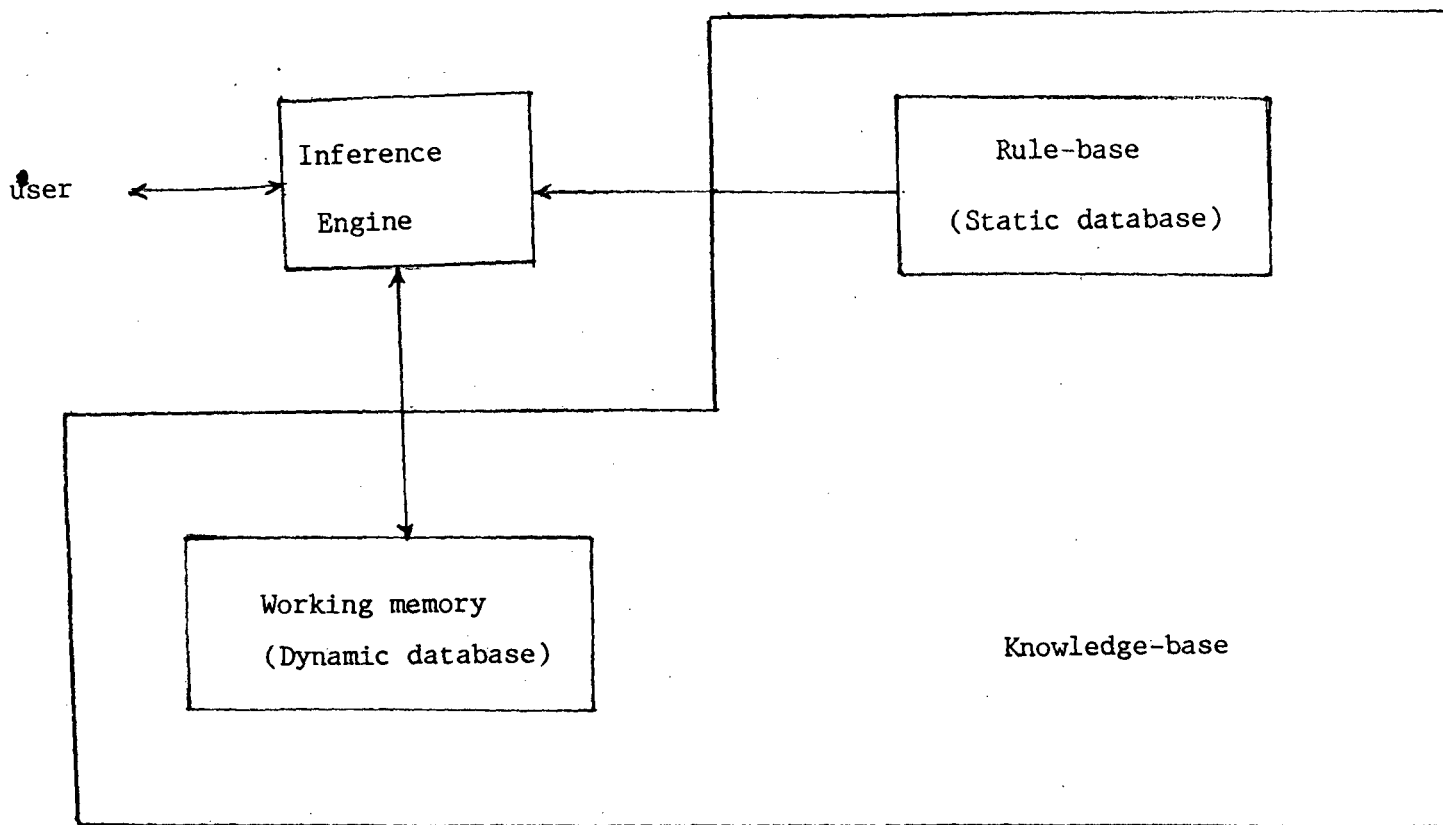 user
Inference
Engine
Rule-base
(Static database)
Working memory
(Dynamic database)
Knowledge-base